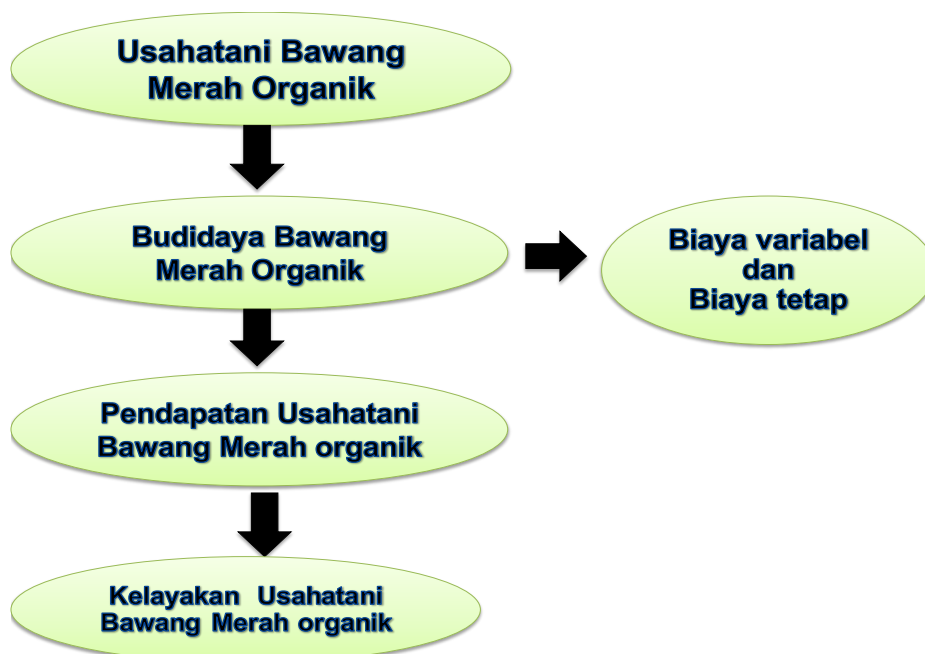 Usahatani Bawang
Merah Organik
Budidaya Bawang
Merah Organik
Biaya variabel
dan
Biaya tetap
Pendapatan Usahatani
Bawang Merah organik
Kelayakan Usahatani
Bawang Merah organik